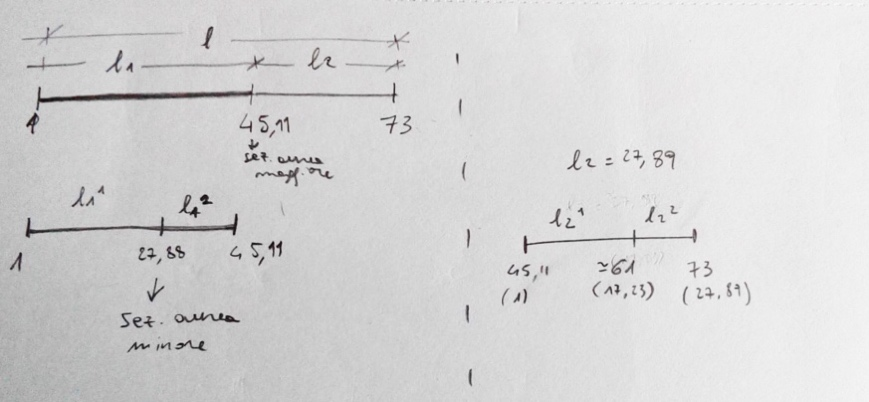 l
l1 l2
1 45,11 73
sez. aurea
maggiore
l1¹ l1²
1 27,88 45,11
Sez. aurea
minore
l2 = 27,89
l2¹ l2²
45,11 ≃61 73
(1) (17,23) (27,89)